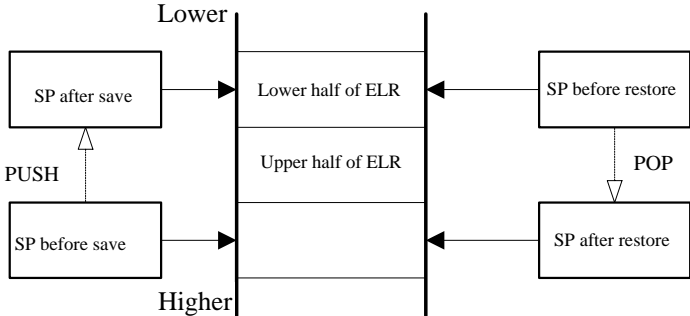 Lower
SP after save
Lower half of ELR
SP before restore
Upper half of ELR
PUSH
POP
SP before save
SP after restore
Higher